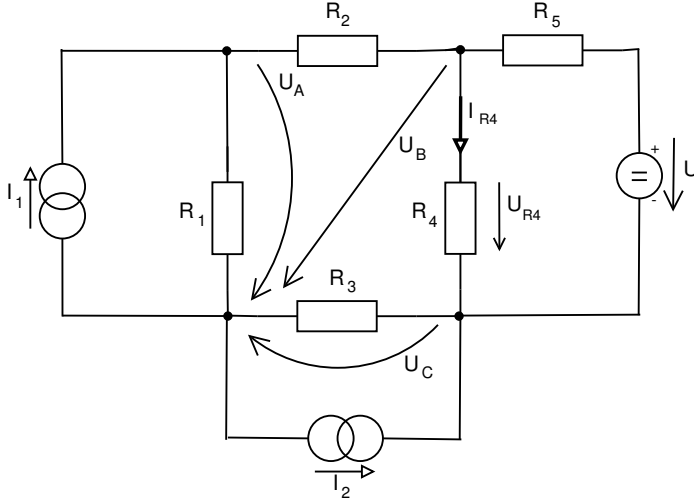 R2
R5
UA
IR4
UB
+
U
=
I1
R1
R4
UR4
-
R3
UC
I2